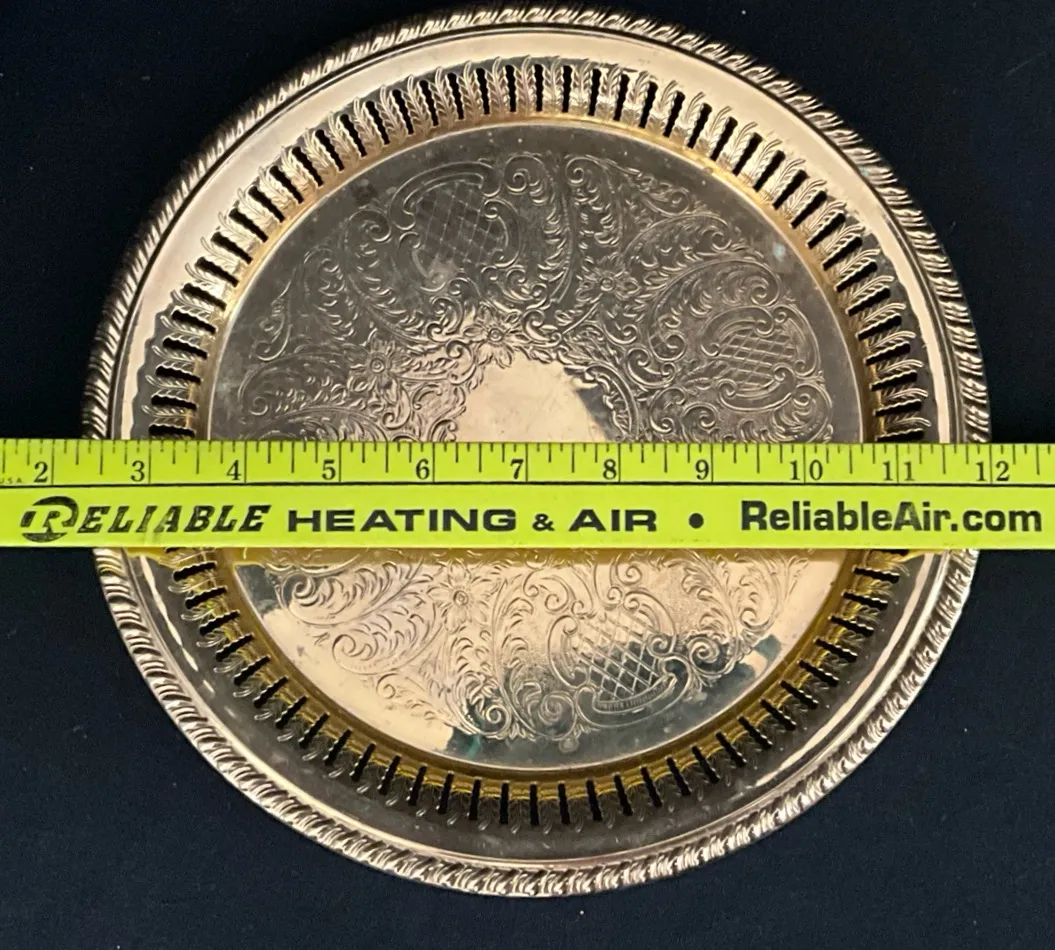 2 3 4 5 6 7 8 9 10 11 12
USA
RELIABLE HEATING & AIR • ReliableAir.com